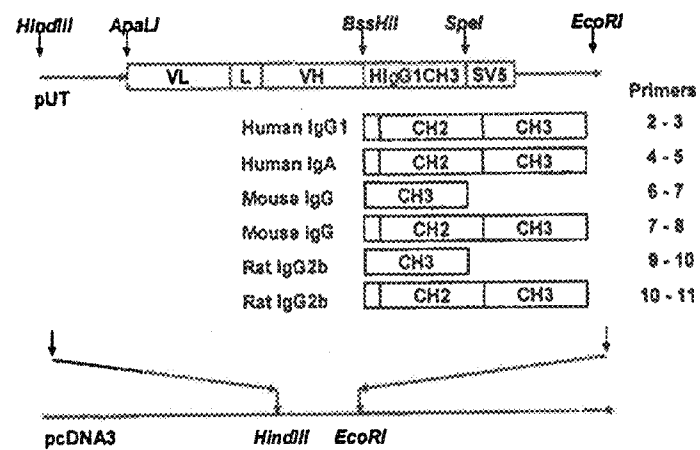 HindIII ApaLI BssHII SpeI EcoRI
VL L VH HIgG1CH3 SV5
pUT
Primers
Human IgG1 CH2 CH3 2 - 3
Human IgA CH2 CH3 4 - 5
Mouse IgG CH3 6 - 7
Mouse IgG CH2 CH3 7 - 8
Rat IgG2b CH3 9 - 10
Rat IgG2b CH2 CH3 10 - 11
pcDNA3 HindIII EcoRI